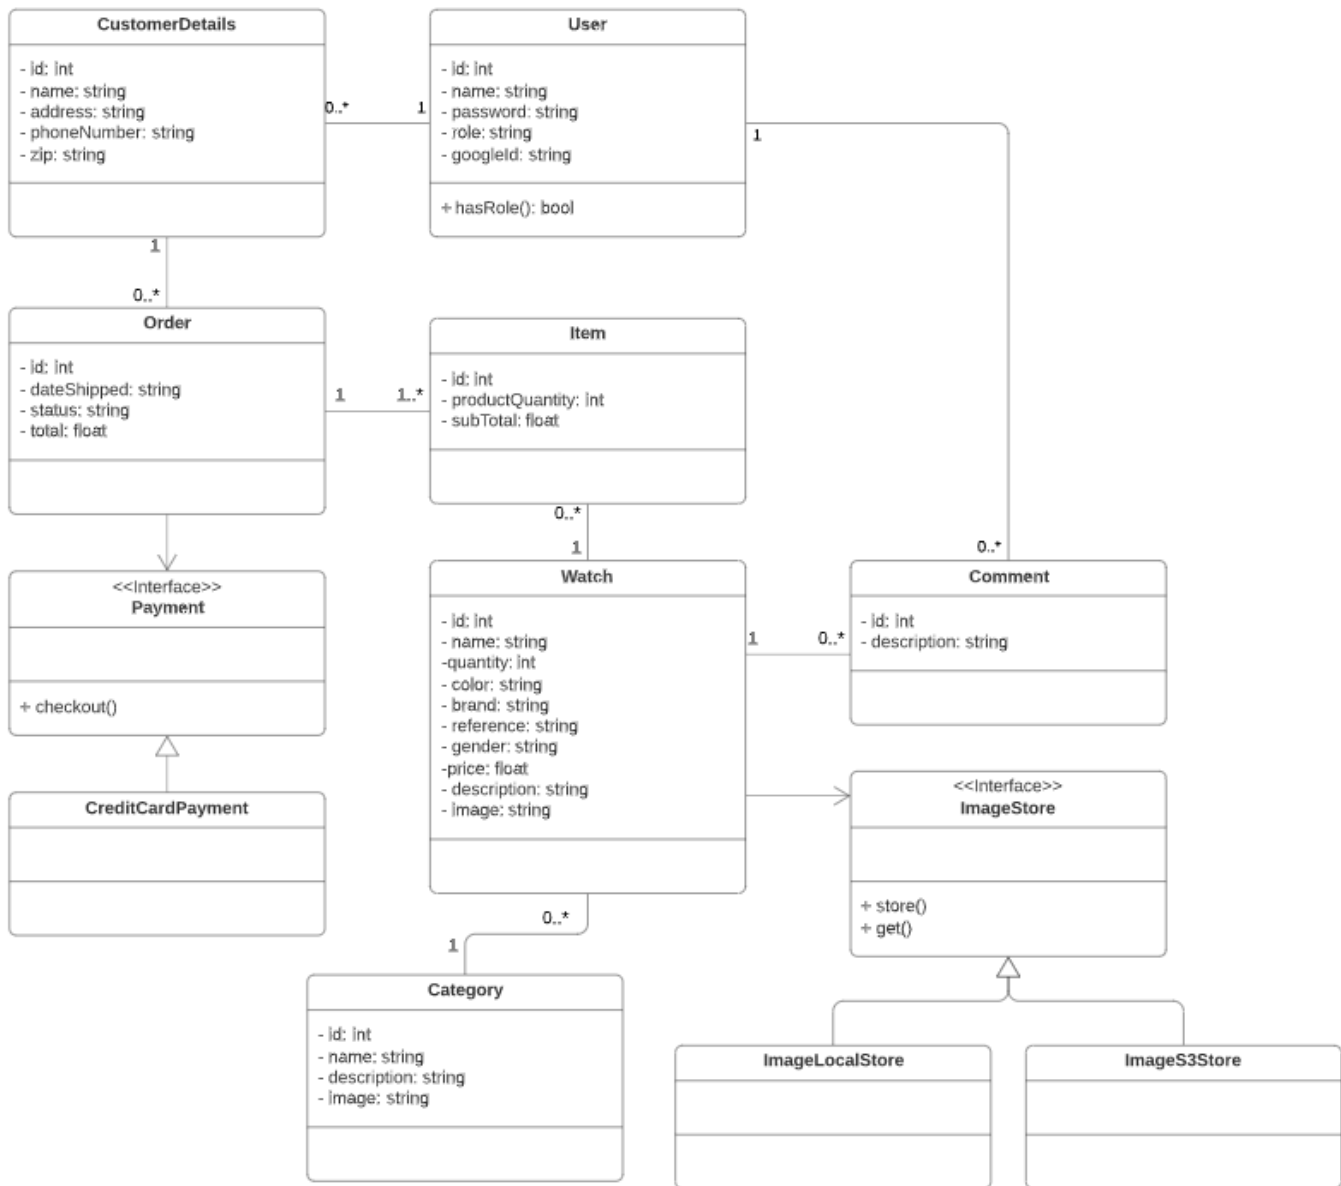 CustomerDetails
- id: int
- name: string
- address: string
- phoneNumber: string
- zip: string
0..*
1
User
- id: int
- name: string
- password: string
- role: string
- googleId: string
+ hasRole(): bool
1
1
0..*
Order
- id: int
- dateShipped: string
- status: string
- total: float
1
1..*
Item
- id: int
- productQuantity: int
- subTotal: float
0..*
1
0..*
<<Interface>>
Payment
+ checkout()
CreditCardPayment
Watch
- id: int
- name: string
-quantity: int
- color: string
- brand: string
- reference: string
- gender: string
-price: float
- description: string
- image: string
1
0..*
Comment
- id: int
- description: string
<<Interface>>
ImageStore
+ store()
+ get()
0..*
1
Category
- id: int
- name: string
- description: string
- image: string
ImageLocalStore
ImageS3Store